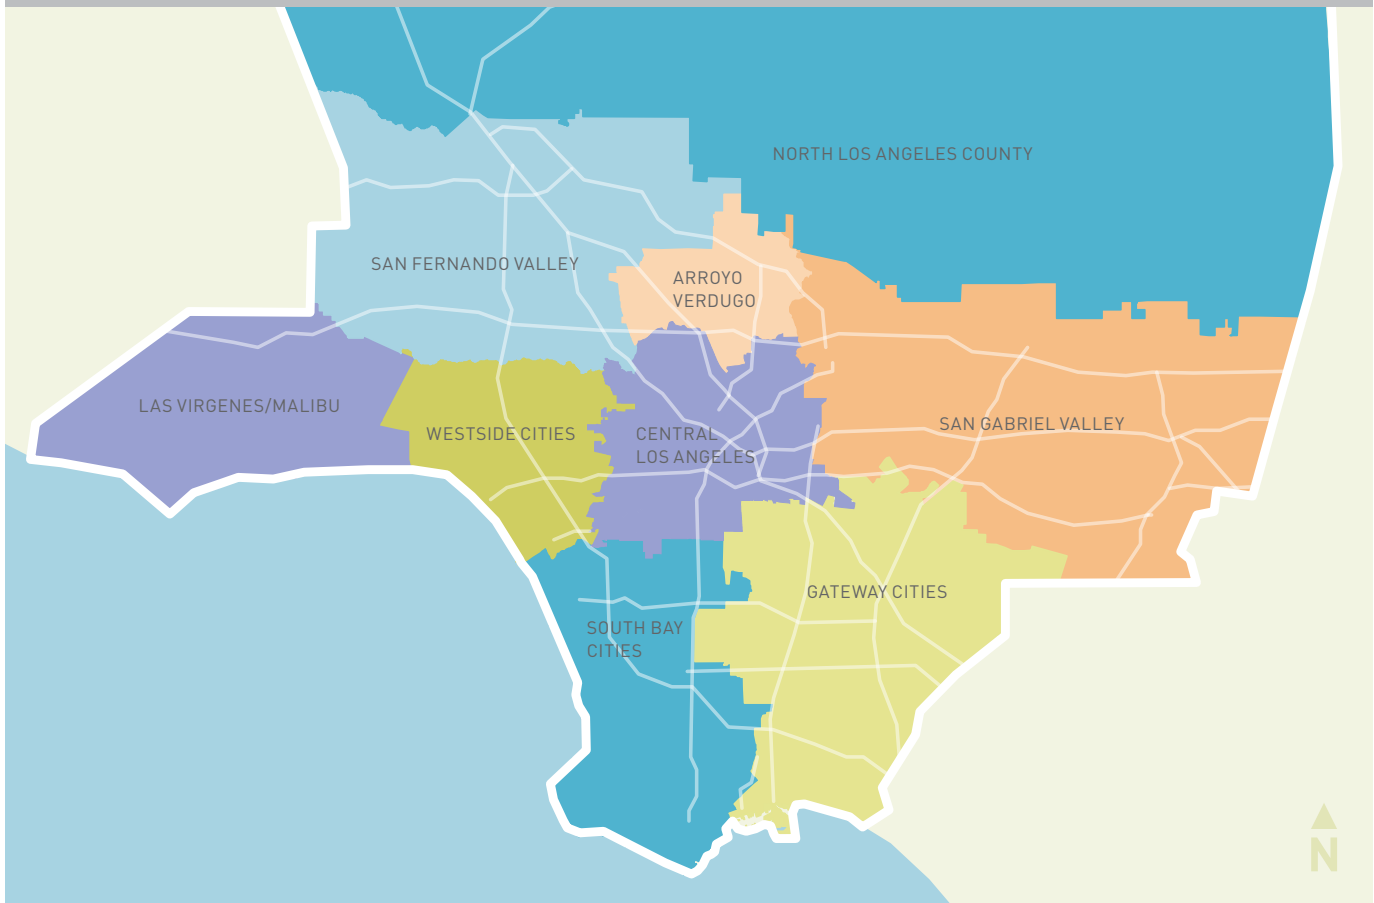 NORTH LOS ANGELES COUNTY
SAN FERNANDO VALLEY
ARROYO
VERDUGO
LAS VIRGENES/MALIBU
WESTSIDE CITIES
CENTRAL
LOS ANGELES
SAN GABRIEL VALLEY
GATEWAY CITIES
SOUTH BAY
CITIES
N